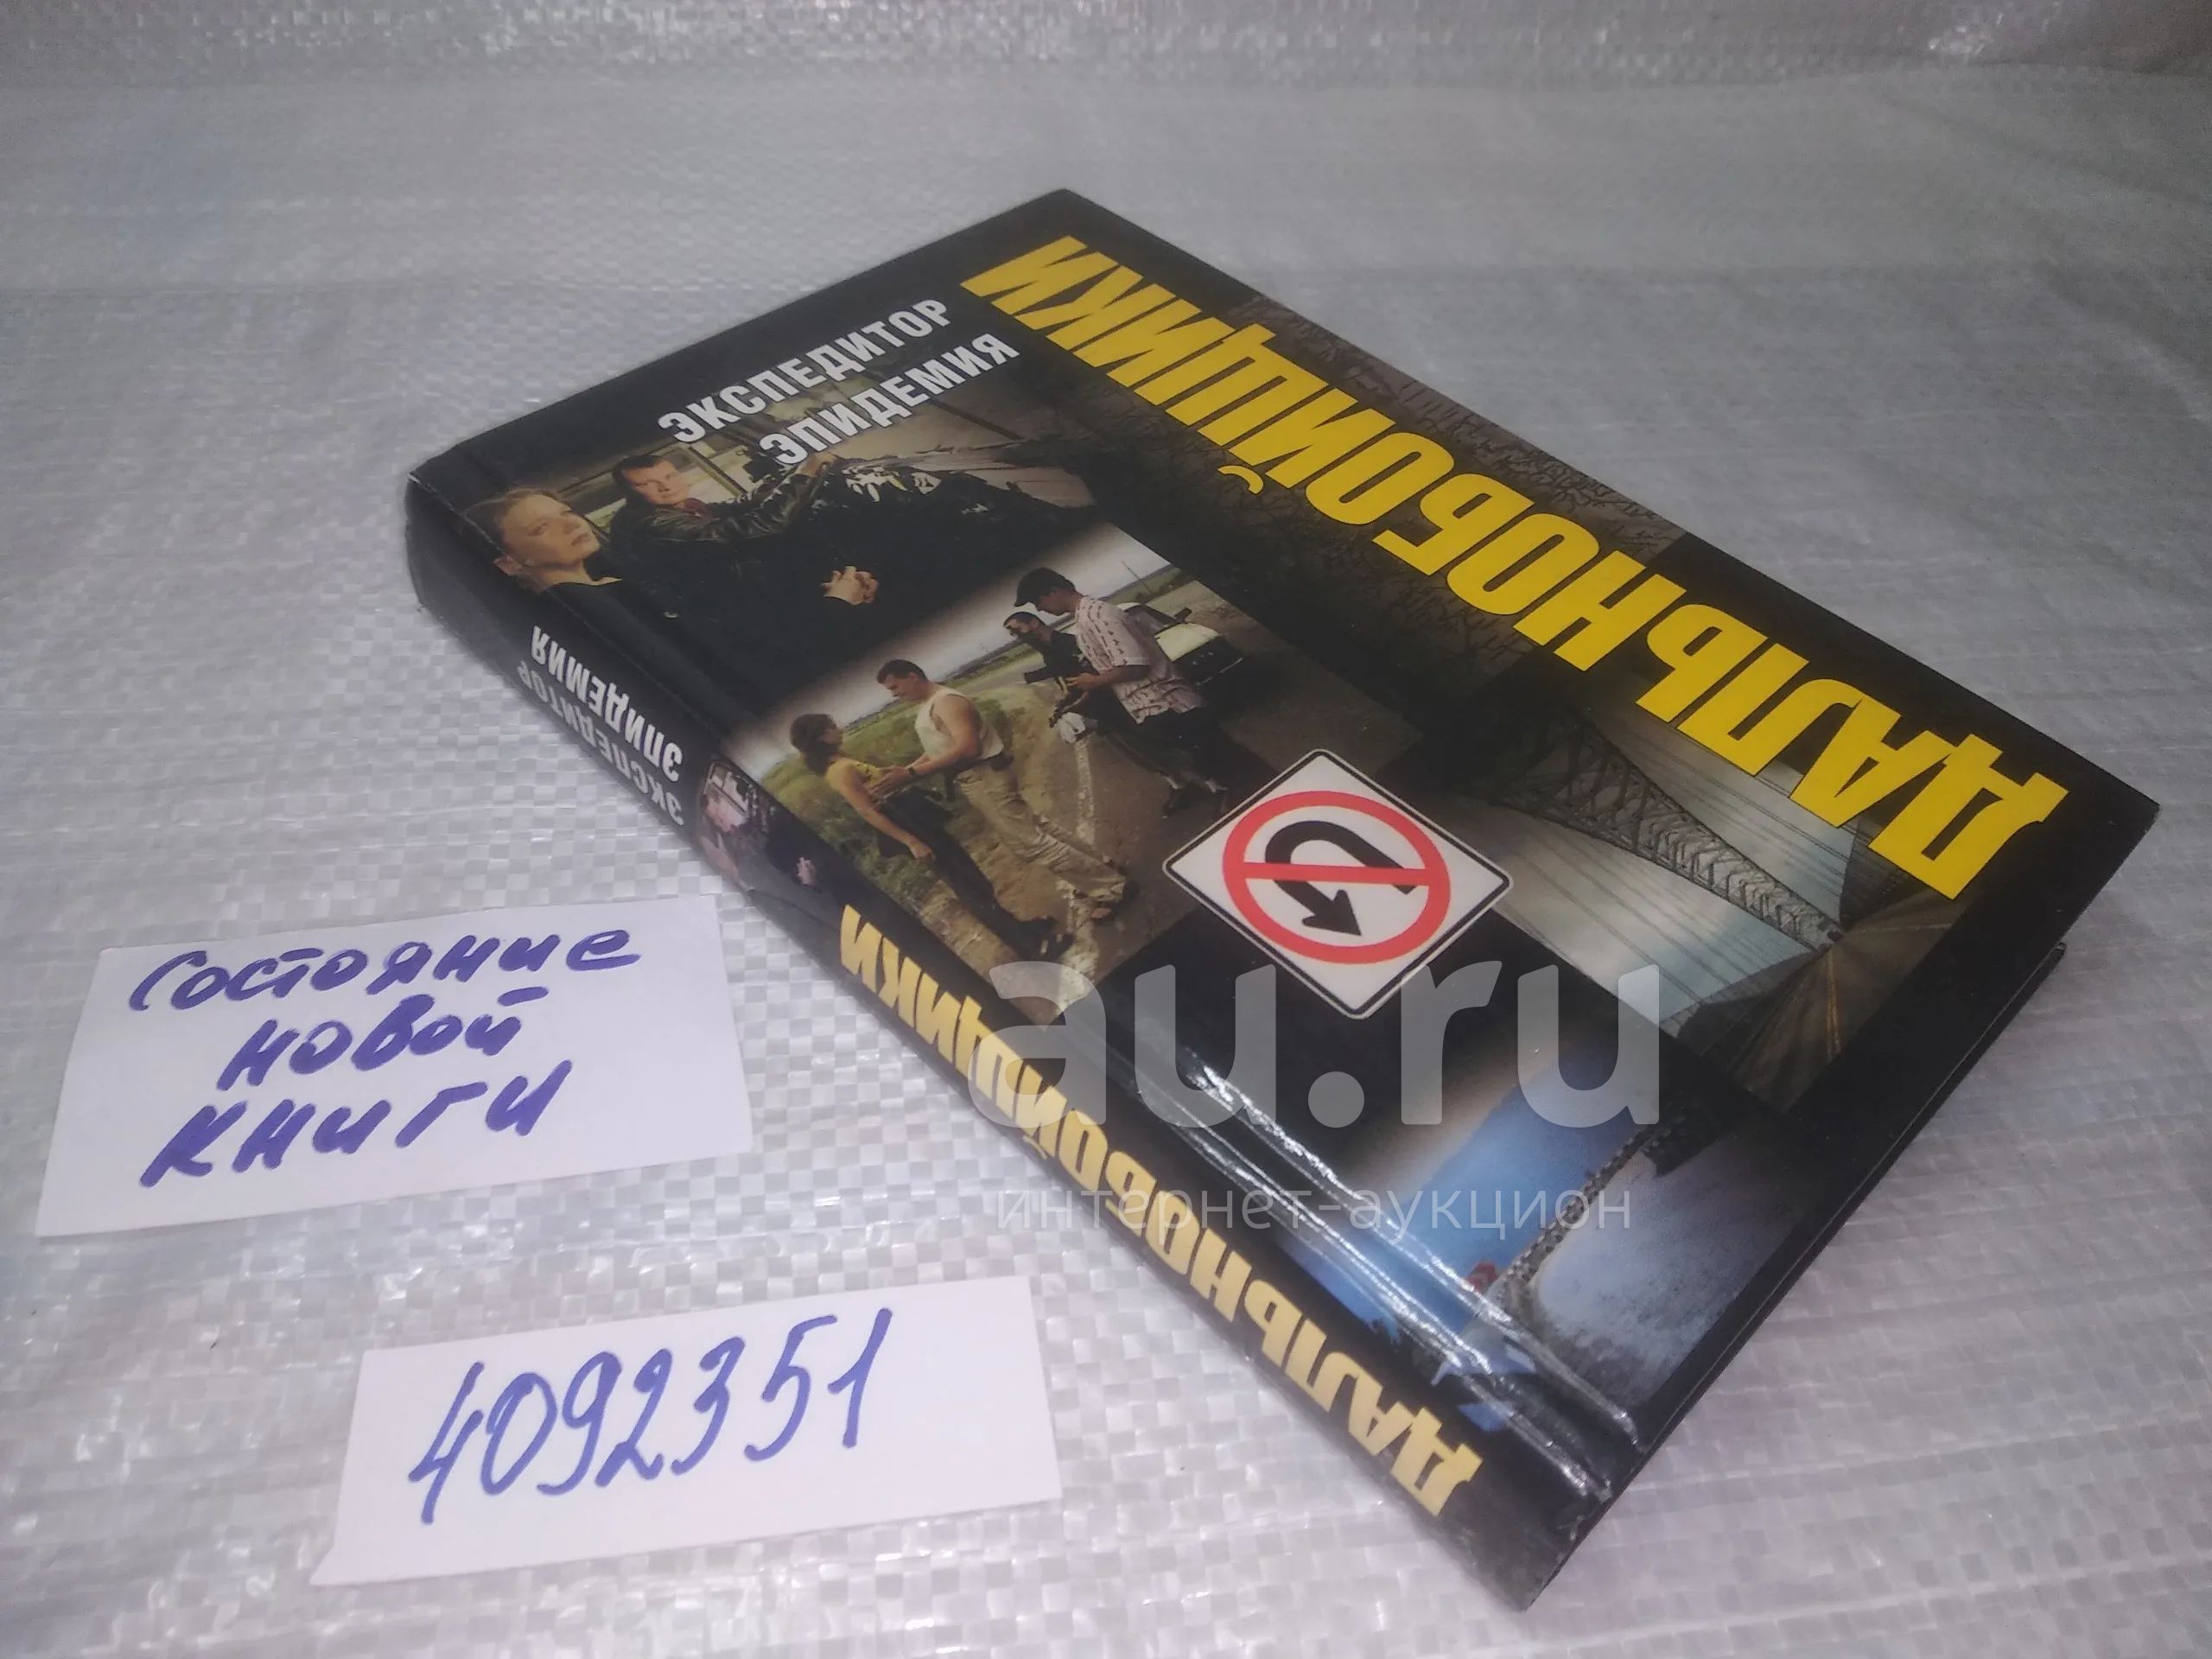 ДАЛЬНОБОЙЩИКИ
ЭКСПЕДИТОР
ЭПИДЕМИЯ
ЭКСПЕДИТОР
ЭПИДЕМИЯ
ДАЛЬНОБОЙЩИКИ
Состояние
новой
книги
4092351
au.ru
интернет-аукцион